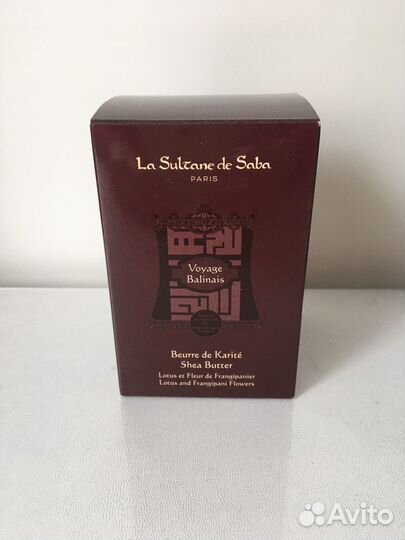 La Sultane de Saba
PARIS
Voyage
Balinais
Beurre de Karité
Shea Butter
Lotus et Fleur de Frangipanier
Lotus and Frangipani Flowers
Avito